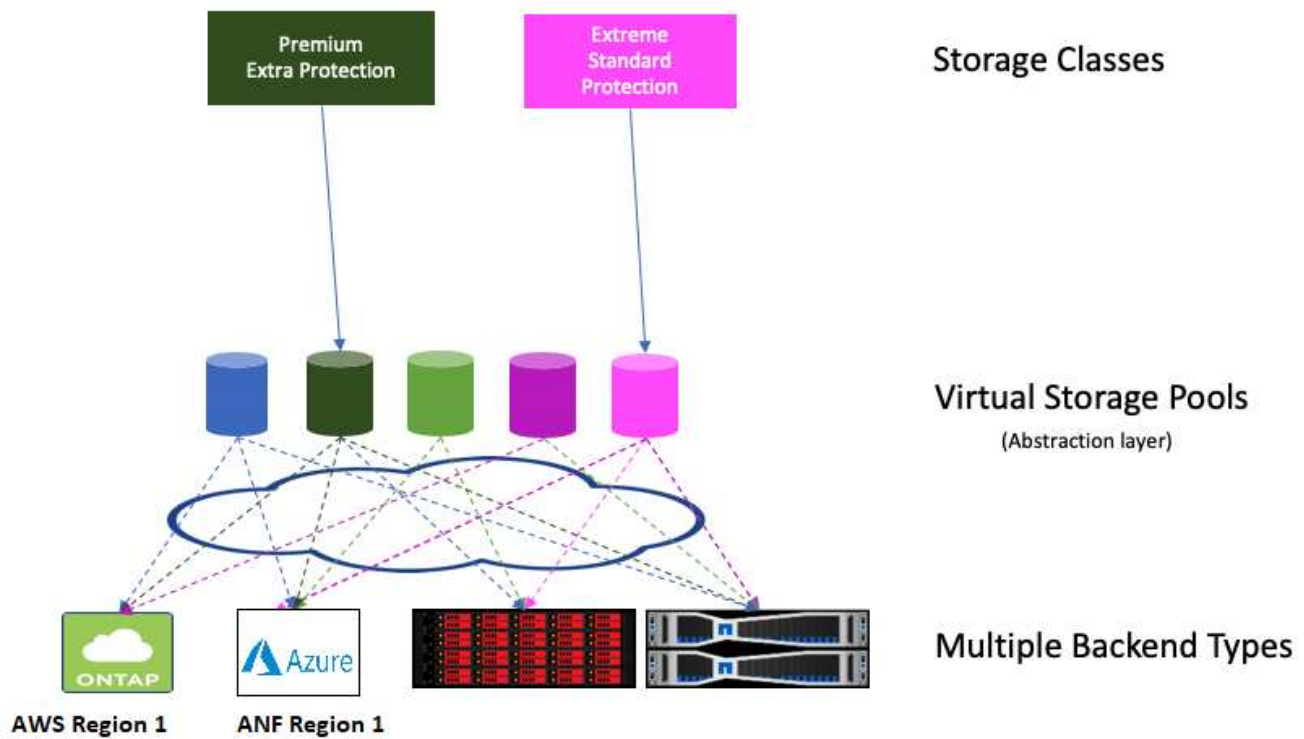 Premium
Extra Protection
Extreme
Standard
Protection
Storage Classes
Virtual Storage Pools
(Abstraction layer)
ONTAP
Azure
Multiple Backend Types
AWS Region 1
ANF Region 1